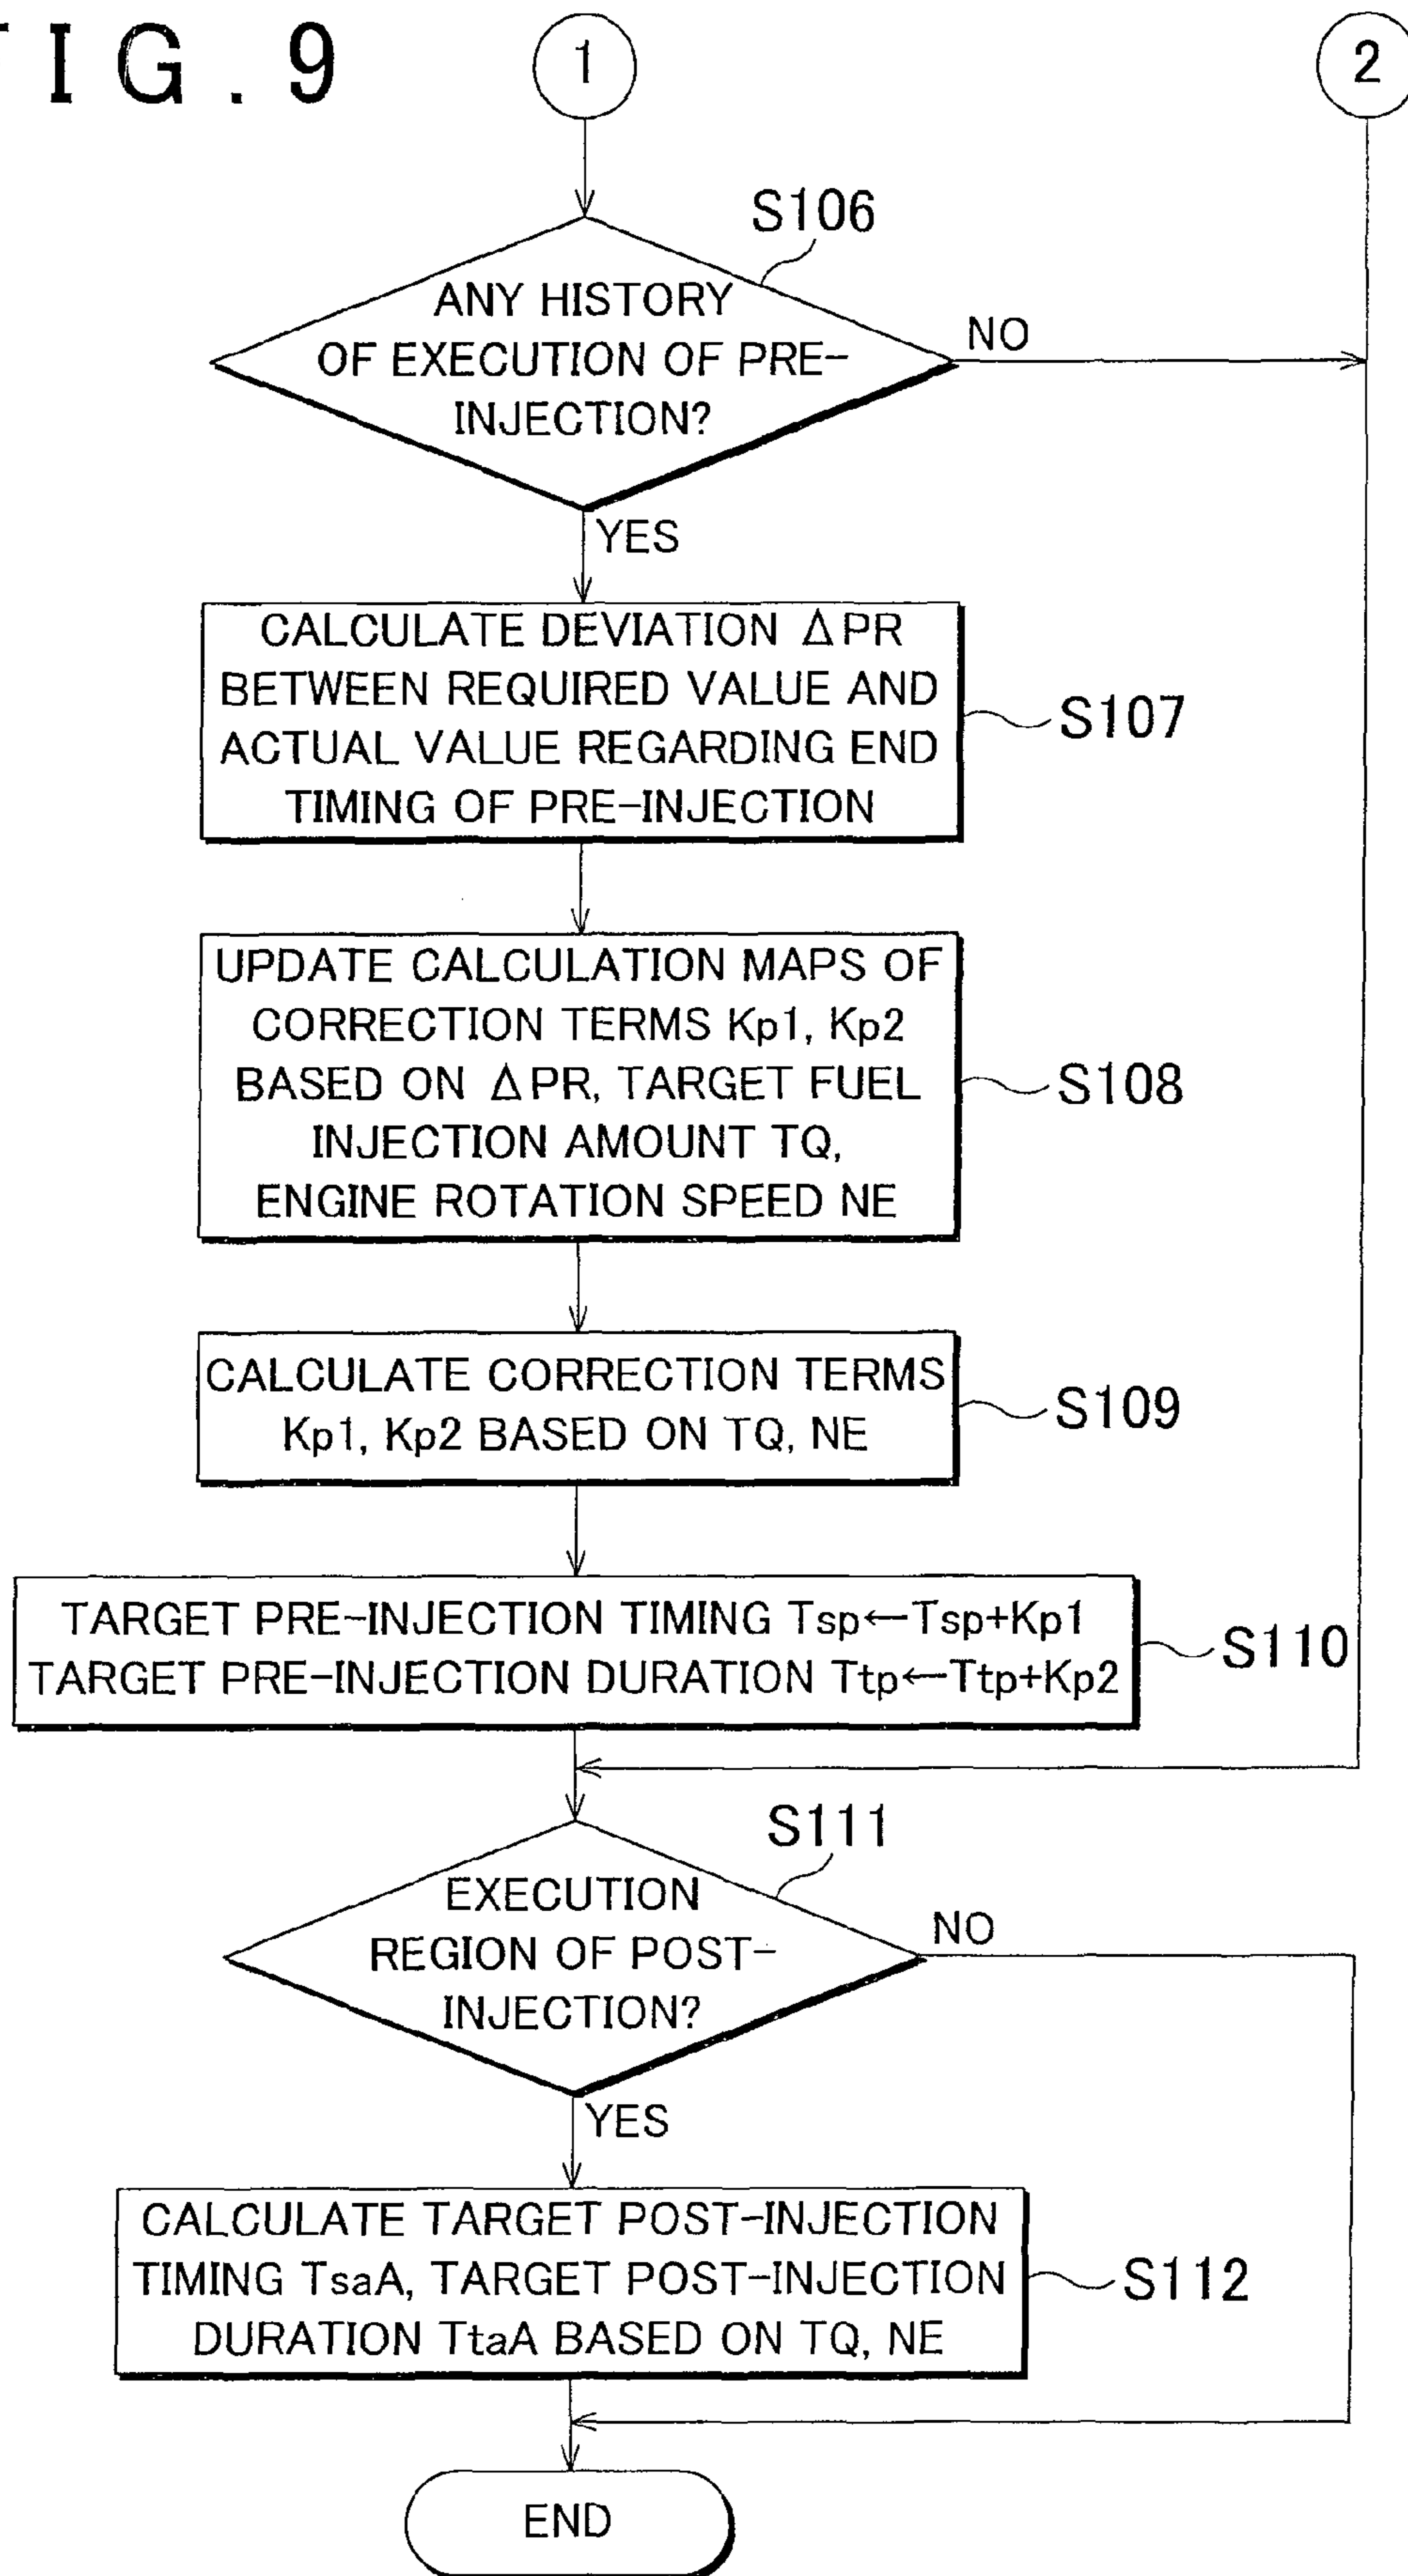 FIG. 9
1
2
S106
ANY HISTORY
OF EXECUTION OF PRE-
INJECTION?
NO
YES
CALCULATE DEVIATION ΔPR
BETWEEN REQUIRED VALUE AND
ACTUAL VALUE REGARDING END
TIMING OF PRE-INJECTION
S107
UPDATE CALCULATION MAPS OF
CORRECTION TERMS Kp1, Kp2
BASED ON ΔPR, TARGET FUEL
INJECTION AMOUNT TQ,
ENGINE ROTATION SPEED NE
S108
CALCULATE CORRECTION TERMS
Kp1, Kp2 BASED ON TQ, NE
S109
TARGET PRE-INJECTION TIMING Tsp←Tsp+Kp1
TARGET PRE-INJECTION DURATION Ttp←Ttp+Kp2
S110
S111
EXECUTION
REGION OF POST-
INJECTION?
NO
YES
CALCULATE TARGET POST-INJECTION
TIMING TsaA, TARGET POST-INJECTION
DURATION TtaA BASED ON TQ, NE
S112
END